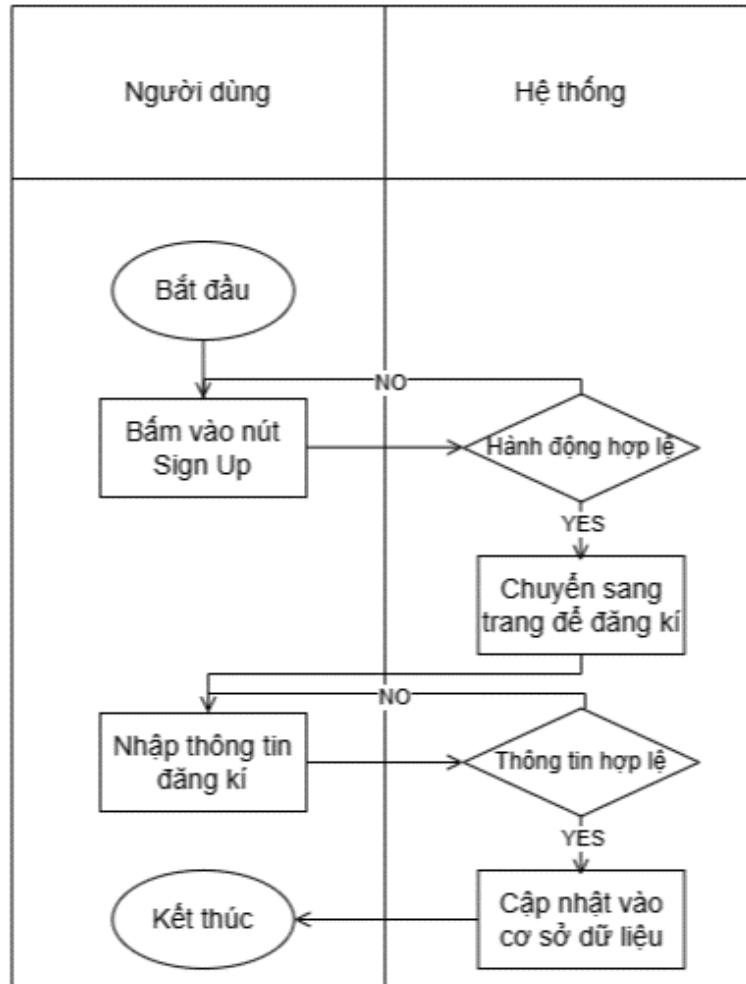 Người dùng
Hệ thống
Bắt đầu
NO
Bấm vào nút
Sign Up
Hành động hợp lệ
YES
Chuyển sang
trang để đăng kí
NO
Nhập thông tin
đăng kí
Thông tin hợp lệ
YES
Kết thúc
Cập nhật vào
cơ sở dữ liệu